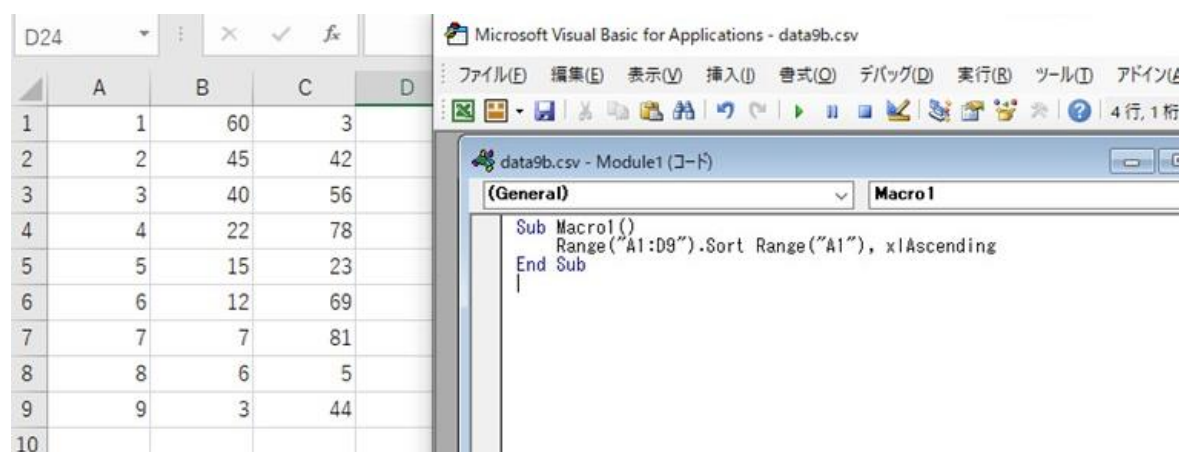 D24 fx
Microsoft Visual Basic for Applications - data9b.csv
ファイル(F) 編集(E) 表示(V) 挿入(I) 書式(O) デバッグ(D) 実行(R) ツール(T) アドイン(A
4 行, 1 桁
A B C D
1 1 60 3
2 2 45 42
3 3 40 56
4 4 22 78
5 5 15 23
6 6 12 69
7 7 7 81
8 8 6 5
9 9 3 44
10
data9b.csv - Module1 (コード)
(General) Macro1
Sub Macro1()
Range("A1:D9").Sort Range("A1"), xlAscending
End Sub